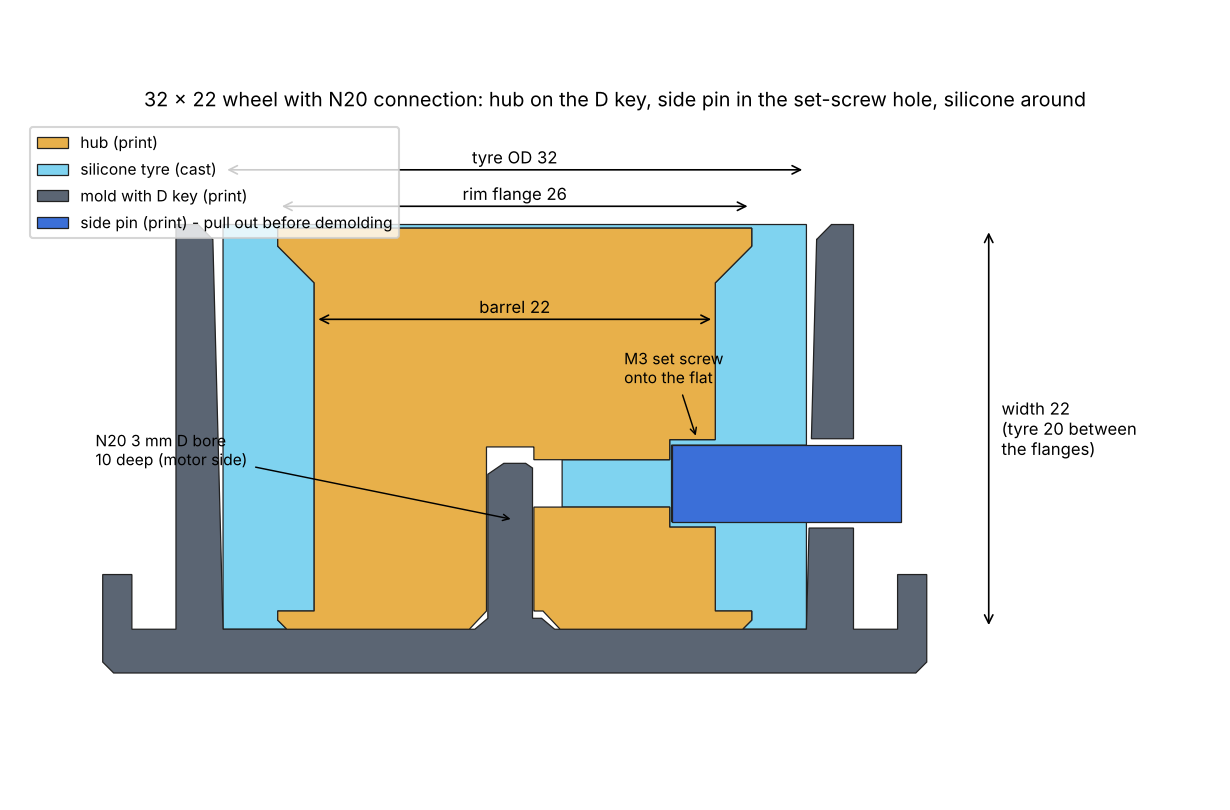 32 × 22 wheel with N20 connection: hub on the D key, side pin in the set-screw hole, silicone around
hub (print)
silicone tyre (cast)
mold with D key (print)
side pin (print) - pull out before demolding
tyre OD 32
rim flange 26
barrel 22
M3 set screw
onto the flat
width 22
(tyre 20 between
the flanges)
N20 3 mm D bore
10 deep (motor side)